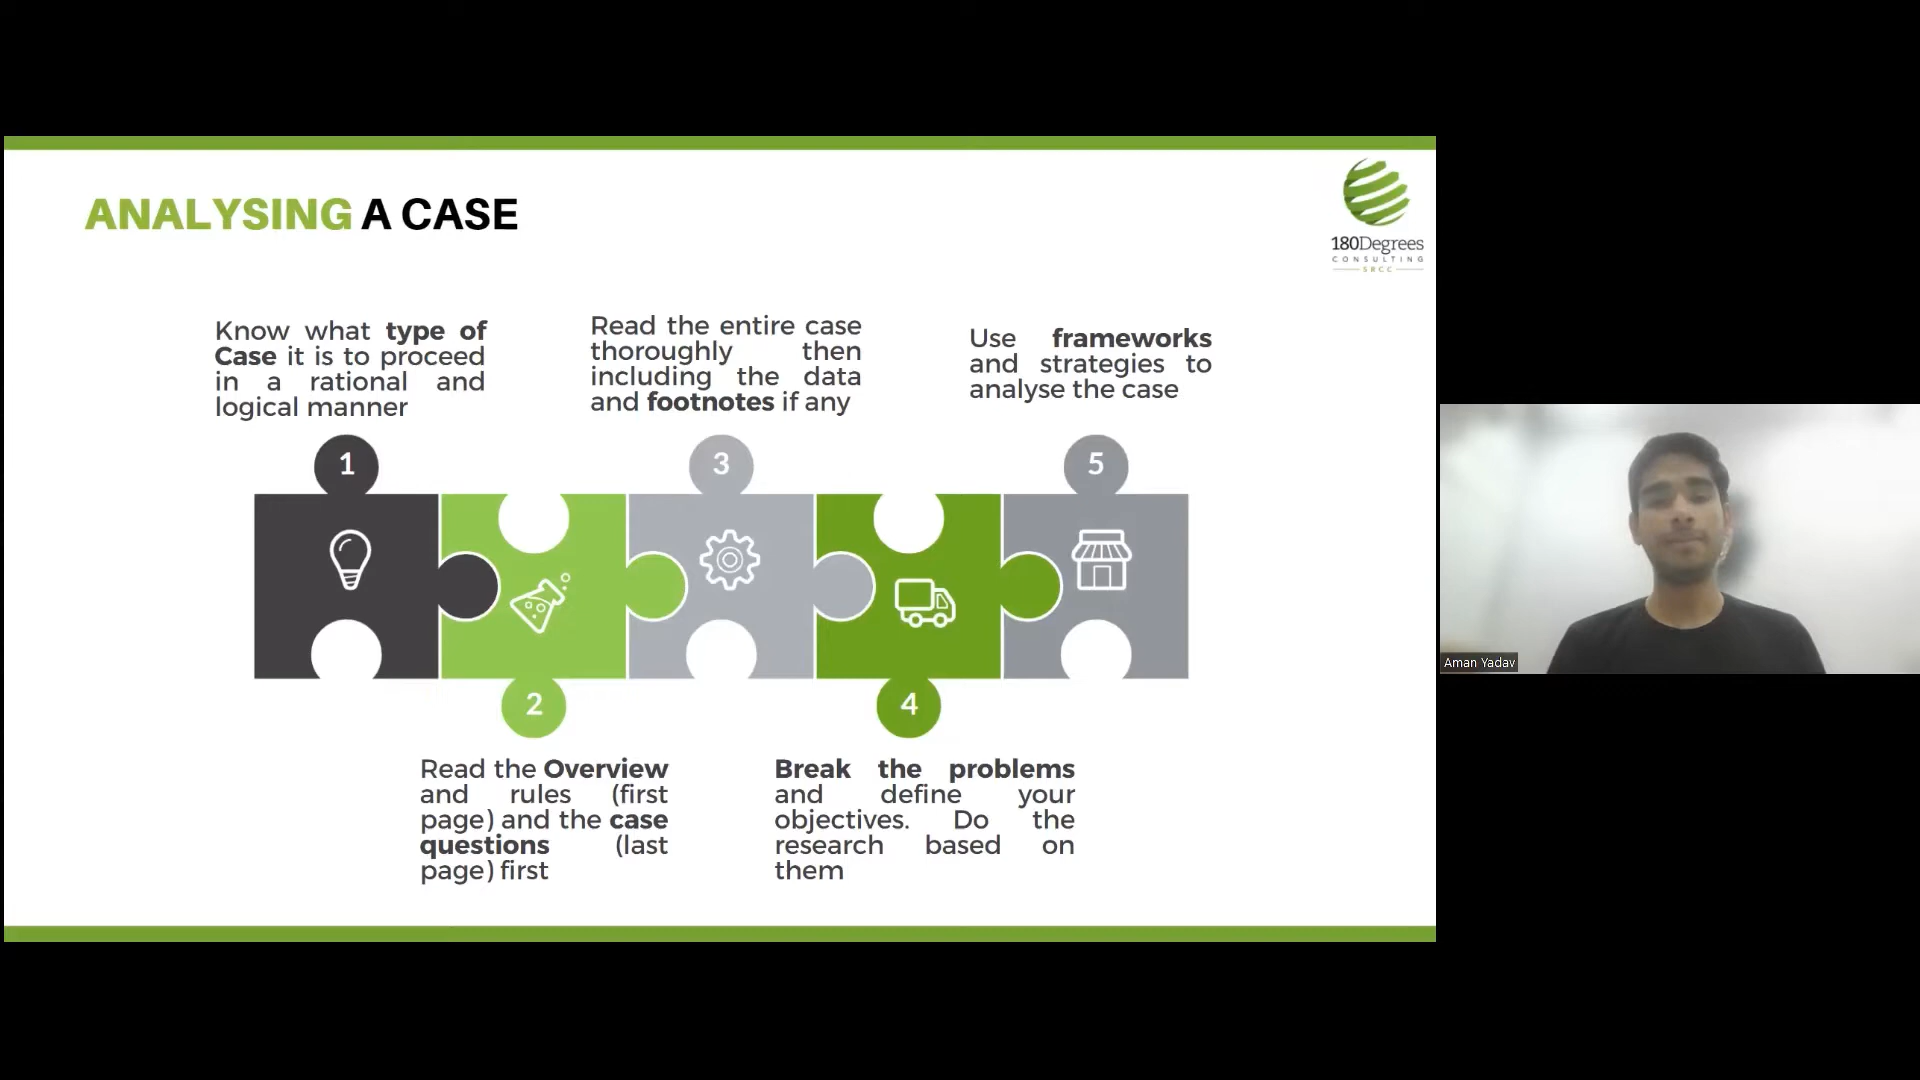 ANALYSING A CASE
180Degrees
CONSULTING
SRCC
Know what type of
Case it is to proceed
in a rational and
logical manner
Read the entire case
thoroughly then
including the data
and footnotes if any
Use frameworks
and strategies to
analyse the case
1
3
5
2
4
Read the Overview
and rules (first
page) and the case
questions (last
page) first
Break the problems
and define your
objectives. Do the
research based on
them
Aman Yadav